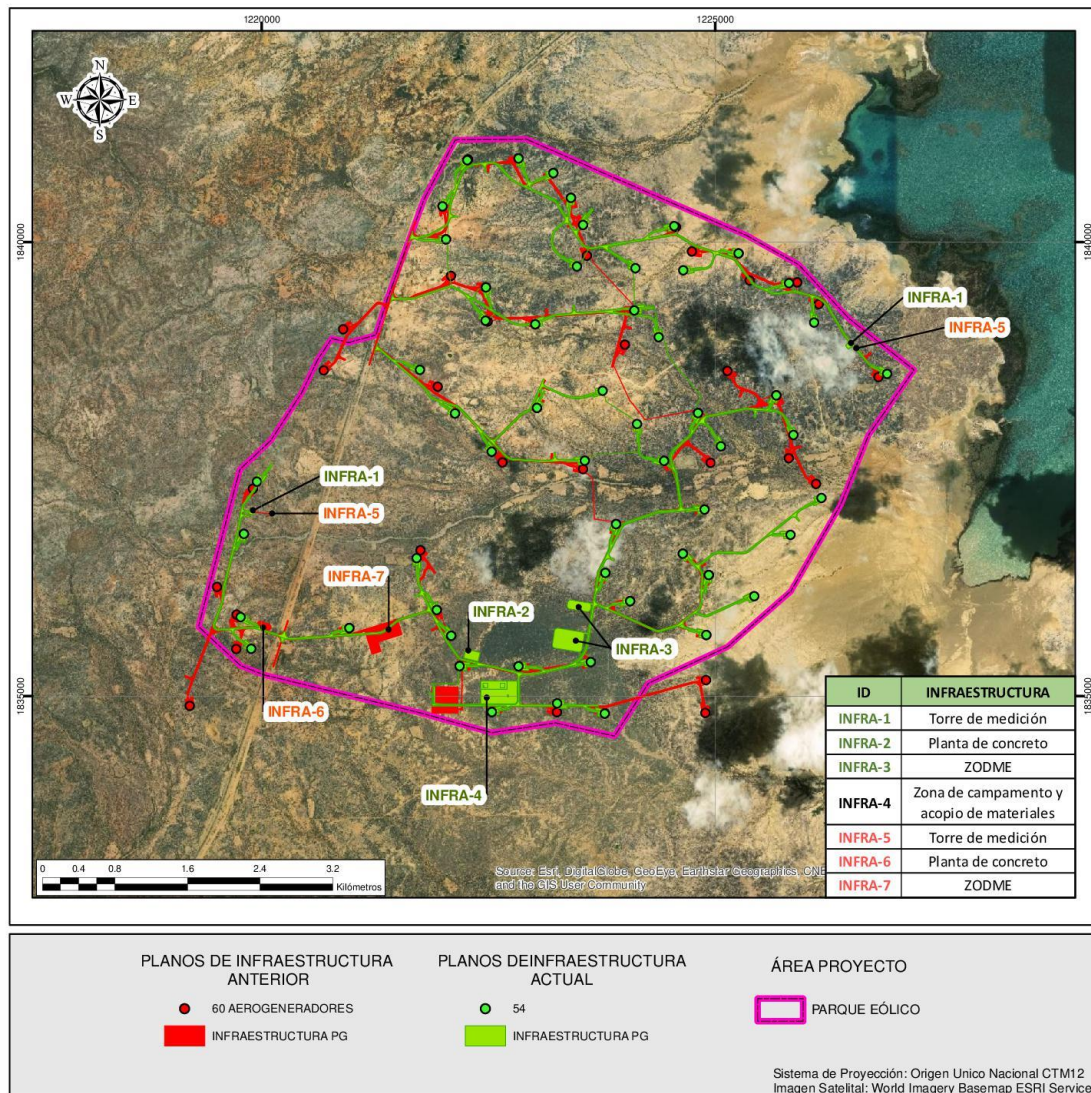 1220000
1225000
N
W
E
S
1840000
1840000
INFRA-1
INFRA-5
INFRA-1
INFRA-5
INFRA-7
INFRA-2
INFRA-3
INFRA-6
INFRA-4
1835000
1835000
ID INFRAESTRUCTURA
INFRA-1 Torre de medición
INFRA-2 Planta de concreto
INFRA-3 ZODME
INFRA-4 Zona de campamento y
acopio de materiales
INFRA-5 Torre de medición
INFRA-6 Planta de concreto
INFRA-7 ZODME
0 0.4 0.8 1.6 2.4 3.2
Kilómetros
Source: Esri, DigitalGlobe, GeoEye, Earthstar Geographics, CNE
and the GIS User Community
PLANOS DE INFRAESTRUCTURA
ANTERIOR
60 AEROGENERADORES
INFRAESTRUCTURA PG
PLANOS DEINFRAESTRUCTURA
ACTUAL
54
INFRAESTRUCTURA PG
ÁREA PROYECTO
PARQUE EÓLICO
Sistema de Proyección: Origen Unico Nacional CTM12
Imagen Satelital: World Imagery Basemap ESRI Service